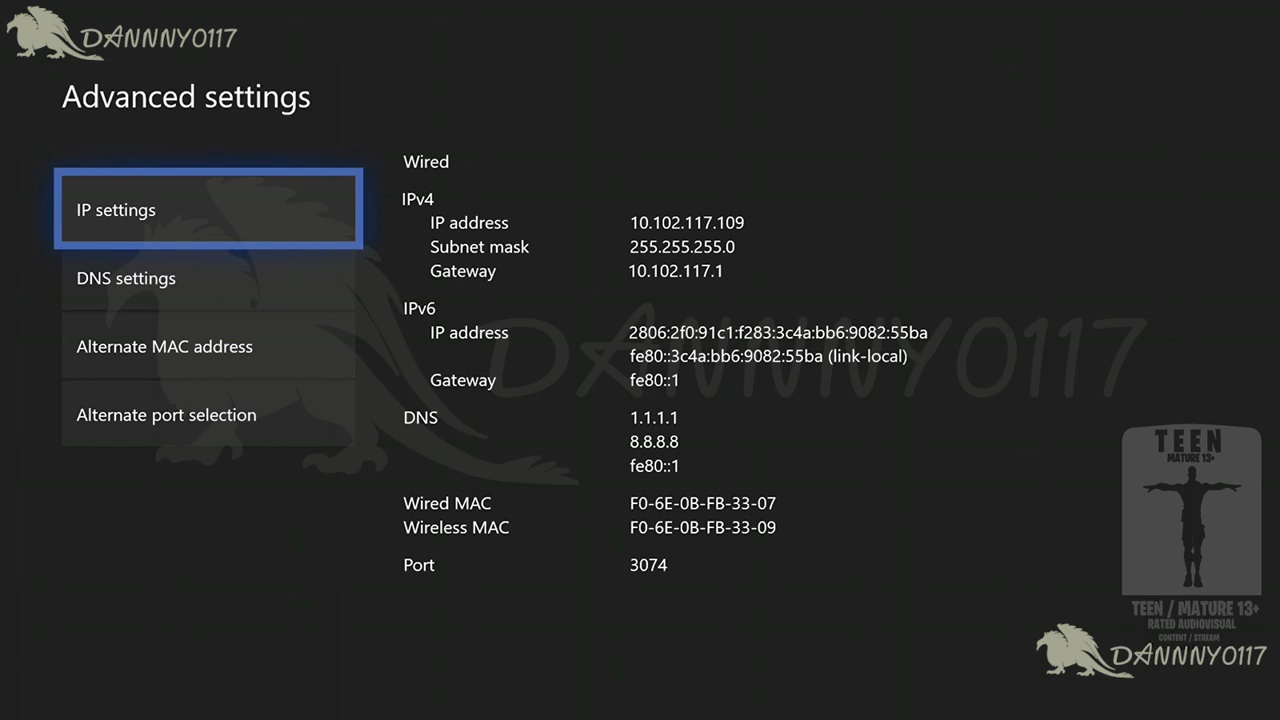 DANNNY0117
Advanced settings
IP settings
DNS settings
Alternate MAC address
Alternate port selection
Wired
IPv4
IP address 10.102.117.109
Subnet mask 255.255.255.0
Gateway 10.102.117.1
IPv6
IP address 2806:2f0:91c1:f283:3c4a:bb6:9082:55ba
fe80::3c4a:bb6:9082:55ba (link-local)
Gateway fe80::1
DNS 1.1.1.1
8.8.8.8
fe80::1
Wired MAC F0-6E-0B-FB-33-07
Wireless MAC F0-6E-0B-FB-33-09
Port 3074
DANNNY0117
TEEN
MATURE 13+
TEEN / MATURE 13+
RATED AUDIOVISUAL
CONTENT / STREAM
DANNNY0117